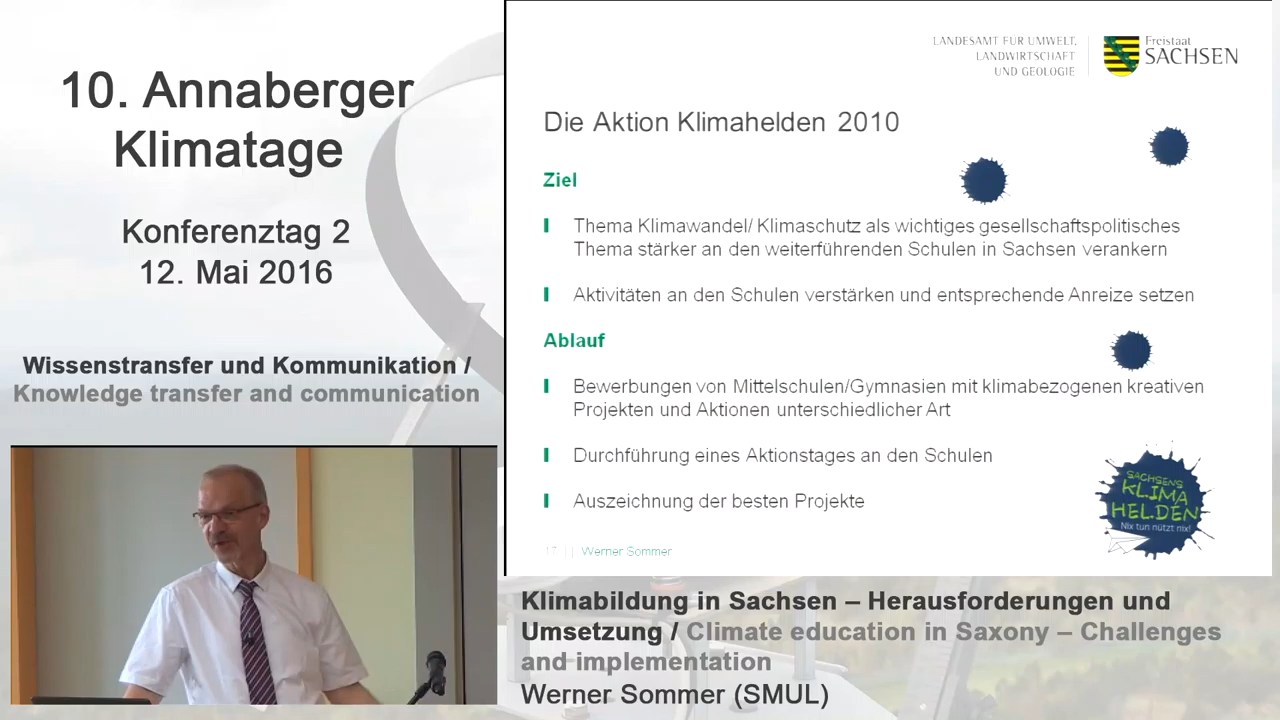 10. Annaberger
Klimatage
Konferenztag 2
12. Mai 2016
Wissenstransfer und Kommunikation /
Knowledge transfer and communication
LANDESAMT FÜR UMWELT,
LANDWIRTSCHAFT
UND GEOLOGIE
Freistaat
SACHSEN
Die Aktion Klimahelden 2010
Ziel
Thema Klimawandel/ Klimaschutz als wichtiges gesellschaftspolitisches
Thema stärker an den weiterführenden Schulen in Sachsen verankern
Aktivitäten an den Schulen verstärken und entsprechende Anreize setzen
Ablauf
Bewerbungen von Mittelschulen/Gymnasien mit klimabezogenen kreativen
Projekten und Aktionen unterschiedlicher Art
Durchführung eines Aktionstages an den Schulen
Auszeichnung der besten Projekte
SACHSENS
KLIMA
HELDEN
Nix tun nützt nix!
17 || Werner Sommer
Klimabildung in Sachsen – Herausforderungen und
Umsetzung / Climate education in Saxony – Challenges
and implementation
Werner Sommer (SMUL)